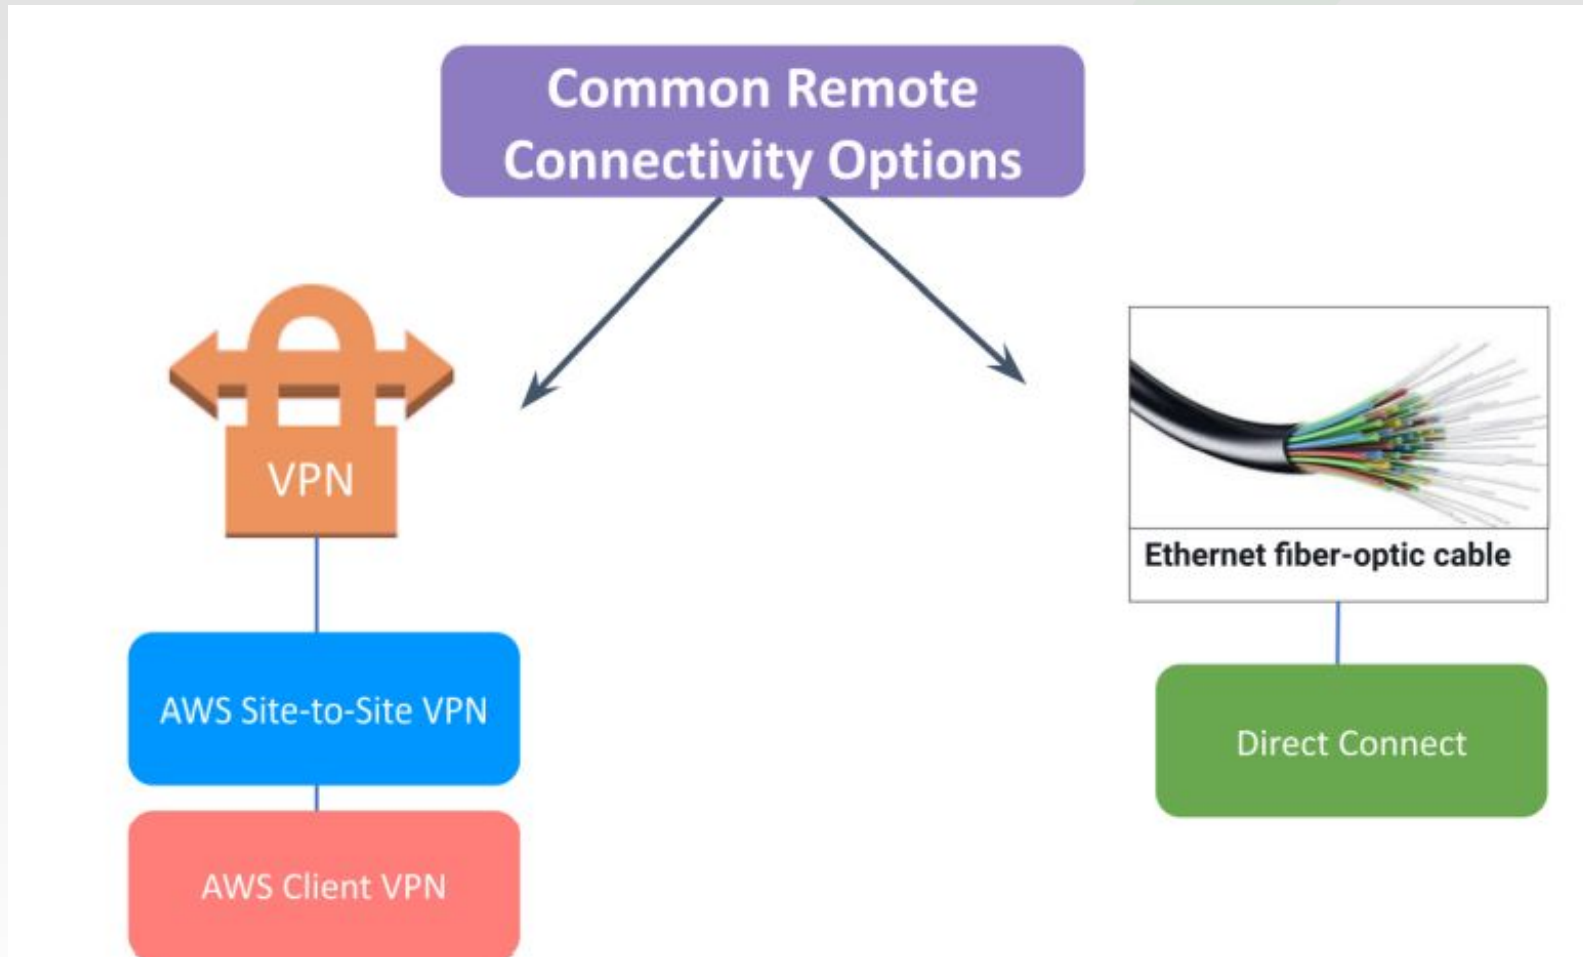 Common Remote
Connectivity Options
VPN
Ethernet fiber-optic cable
AWS Site-to-Site VPN
Direct Connect
AWS Client VPN